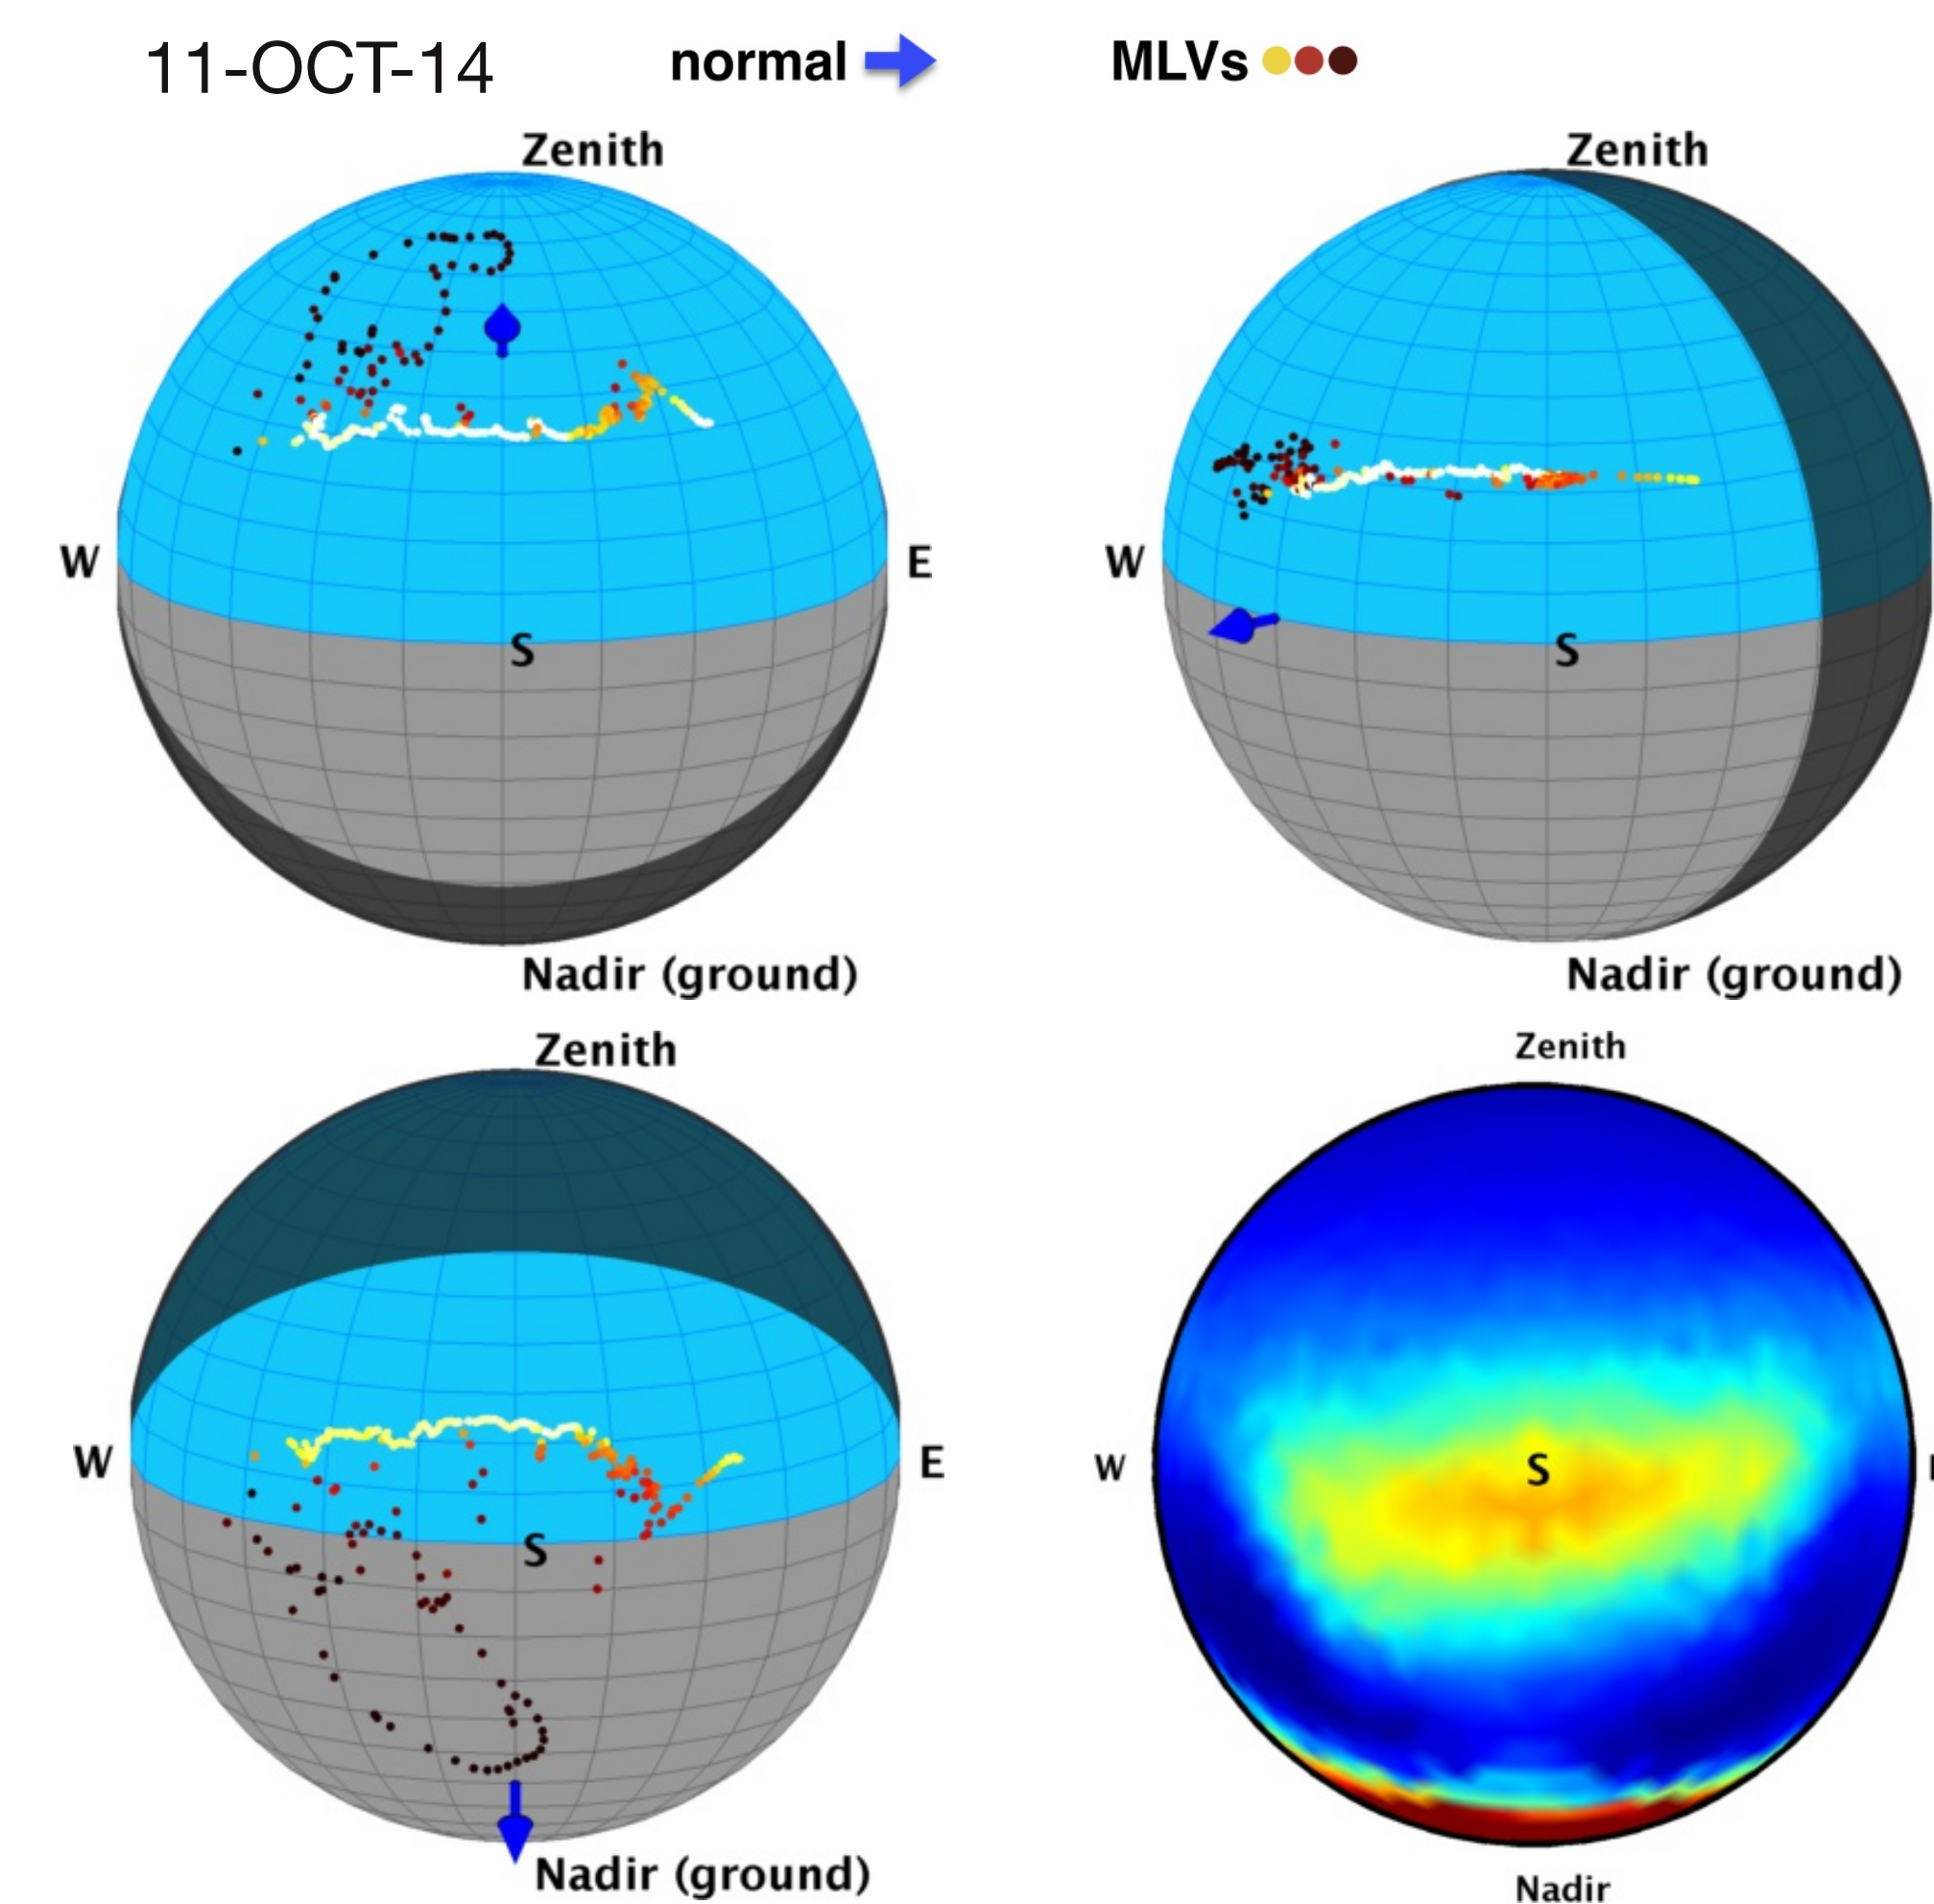 11-OCT-14 normal MLVs
Zenith Zenith
W E W
S S
Nadir (ground) Nadir (ground)
Zenith Zenith
W E W
S S
Nadir (ground) Nadir